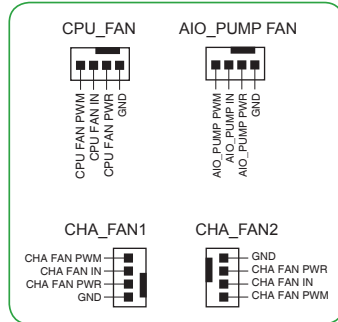 CPU_FAN
AIO_PUMP FAN
CPU FAN PWM
CPU FAN IN
CPU FAN PWR
GND
AIO_PUMP PWM
AIO_PUMP IN
AIO_PUMP PWR
GND
CHA_FAN1
CHA FAN PWM
CHA FAN IN
CHA FAN PWR
GND
CHA_FAN2
GND
CHA FAN PWR
CHA FAN IN
CHA FAN PWM